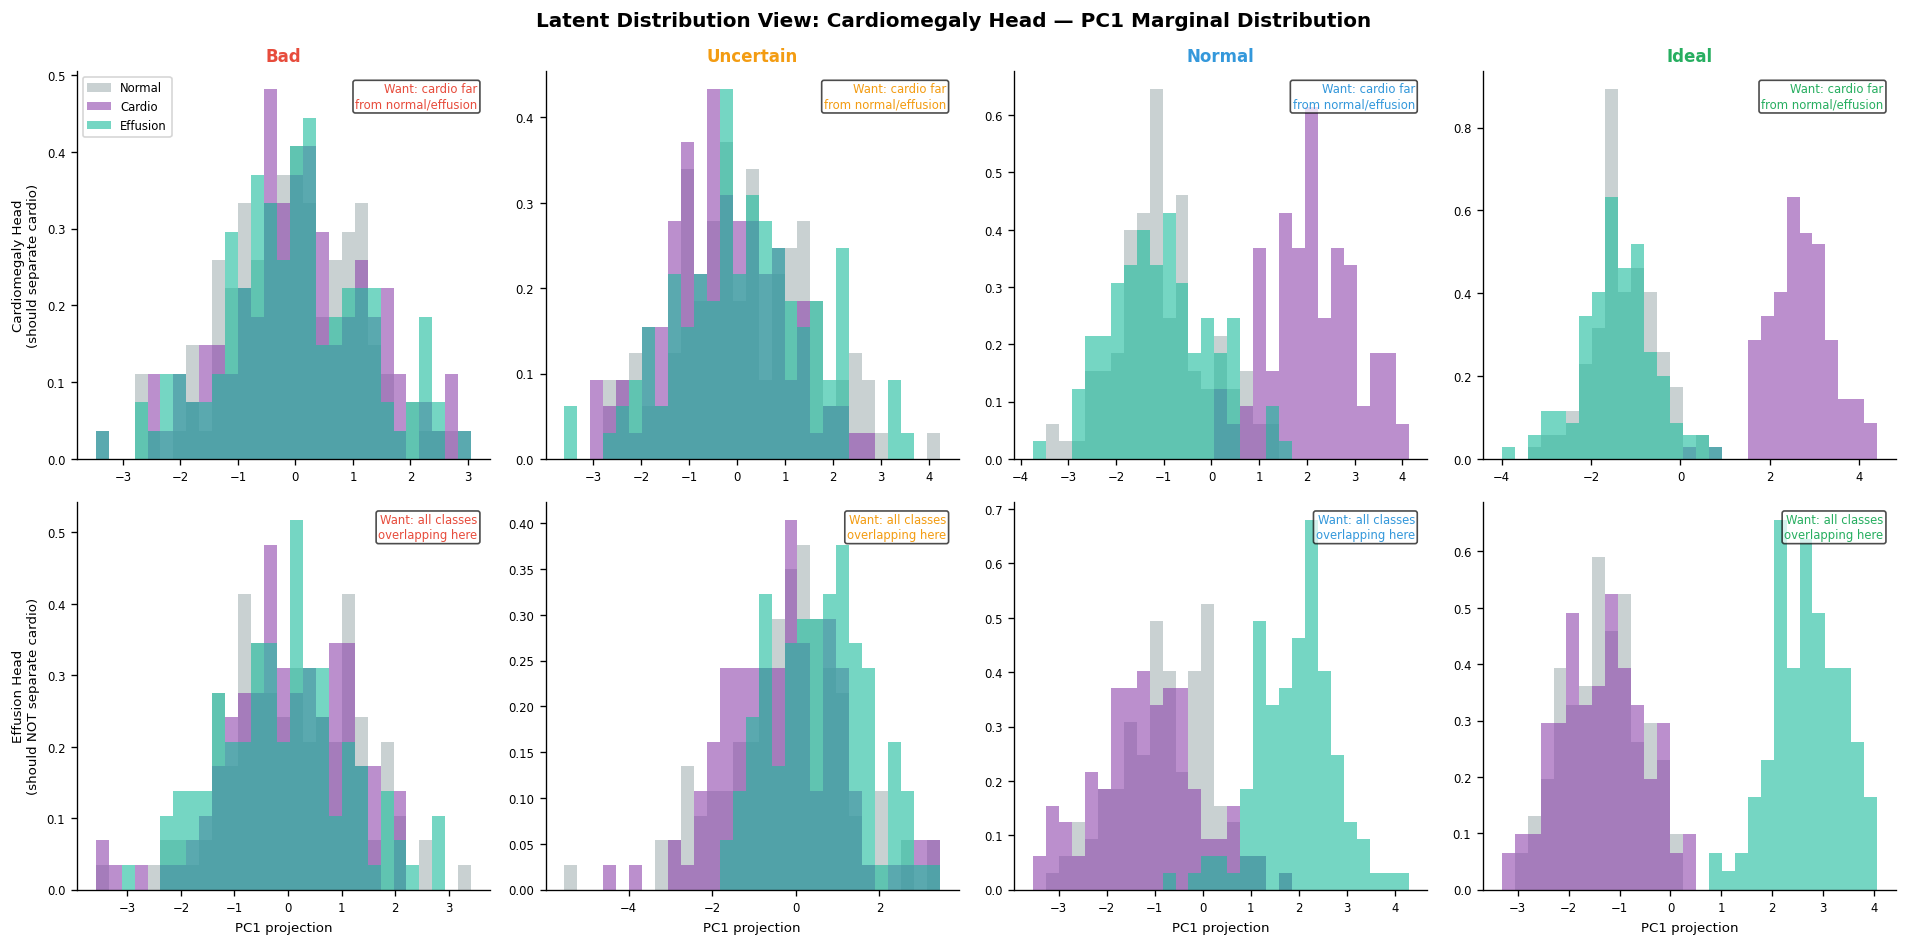 Latent Distribution View: Cardiomegaly Head — PC1 Marginal Distribution
Bad
Uncertain
Normal
Ideal
Cardiomegaly Head
(should separate cardio)
0.5
0.4
0.3
0.2
0.1
0.0
Normal
Cardio
Effusion
Want: cardio far
from normal/effusion
−3 −2 −1 0 1 2 3
0.4
0.3
0.2
0.1
0.0
Want: cardio far
from normal/effusion
−3 −2 −1 0 1 2 3 4
0.6
0.5
0.4
0.3
0.2
0.1
0.0
Want: cardio far
from normal/effusion
−4 −3 −2 −1 0 1 2 3 4
0.8
0.6
0.4
0.2
0.0
Want: cardio far
from normal/effusion
−4 −2 0 2 4
Effusion Head
(should NOT separate cardio)
0.5
0.4
0.3
0.2
0.1
0.0
Want: all classes
overlapping here
−3 −2 −1 0 1 2 3
PC1 projection
0.40
0.35
0.30
0.25
0.20
0.15
0.10
0.05
0.00
Want: all classes
overlapping here
−4 −2 0 2
PC1 projection
0.7
0.6
0.5
0.4
0.3
0.2
0.1
0.0
Want: all classes
overlapping here
−3 −2 −1 0 1 2 3 4
PC1 projection
0.6
0.5
0.4
0.3
0.2
0.1
0.0
Want: all classes
overlapping here
−3 −2 −1 0 1 2 3 4
PC1 projection